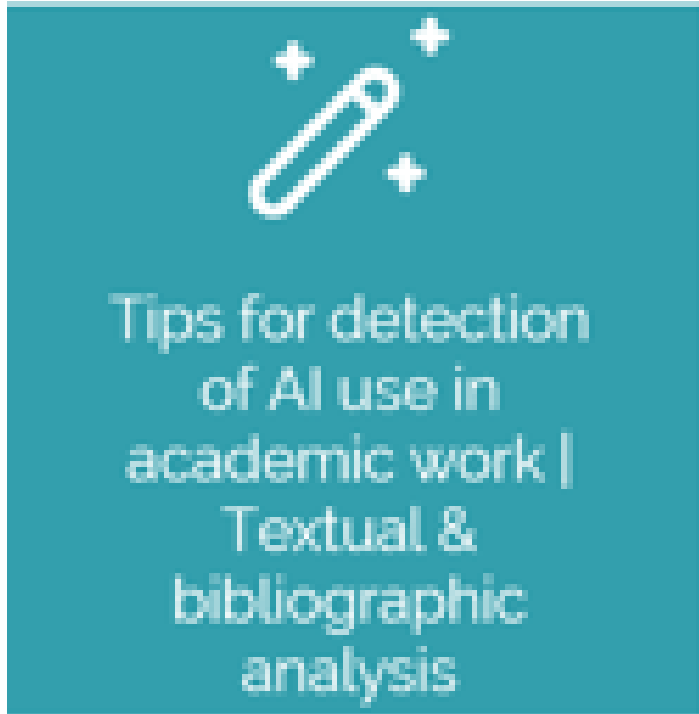 Tips for detection
of AI use in
academic work |
Textual &
bibliographic
analysis